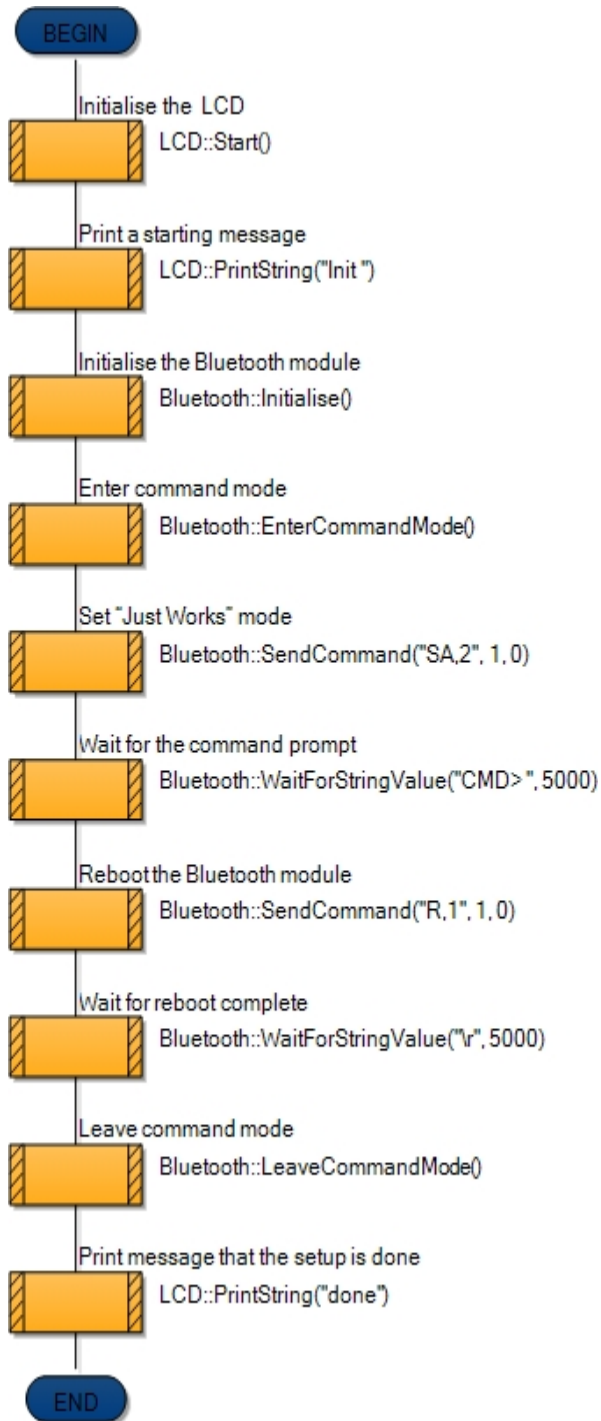 BEGIN
Initialise the LCD
LCD::Start()
Print a starting message
LCD::PrintString("Init ")
Initialise the Bluetooth module
Bluetooth::Initialise()
Enter command mode
Bluetooth::EnterCommandMode()
Set “Just Works” mode
Bluetooth::SendCommand("SA,2", 1, 0)
Wait for the command prompt
Bluetooth::WaitForStringValue("CMD> ", 5000)
Reboot the Bluetooth module
Bluetooth::SendCommand("R,1", 1, 0)
Wait for reboot complete
Bluetooth::WaitForStringValue("\r", 5000)
Leave command mode
Bluetooth::LeaveCommandMode()
Print message that the setup is done
LCD::PrintString("done")
END